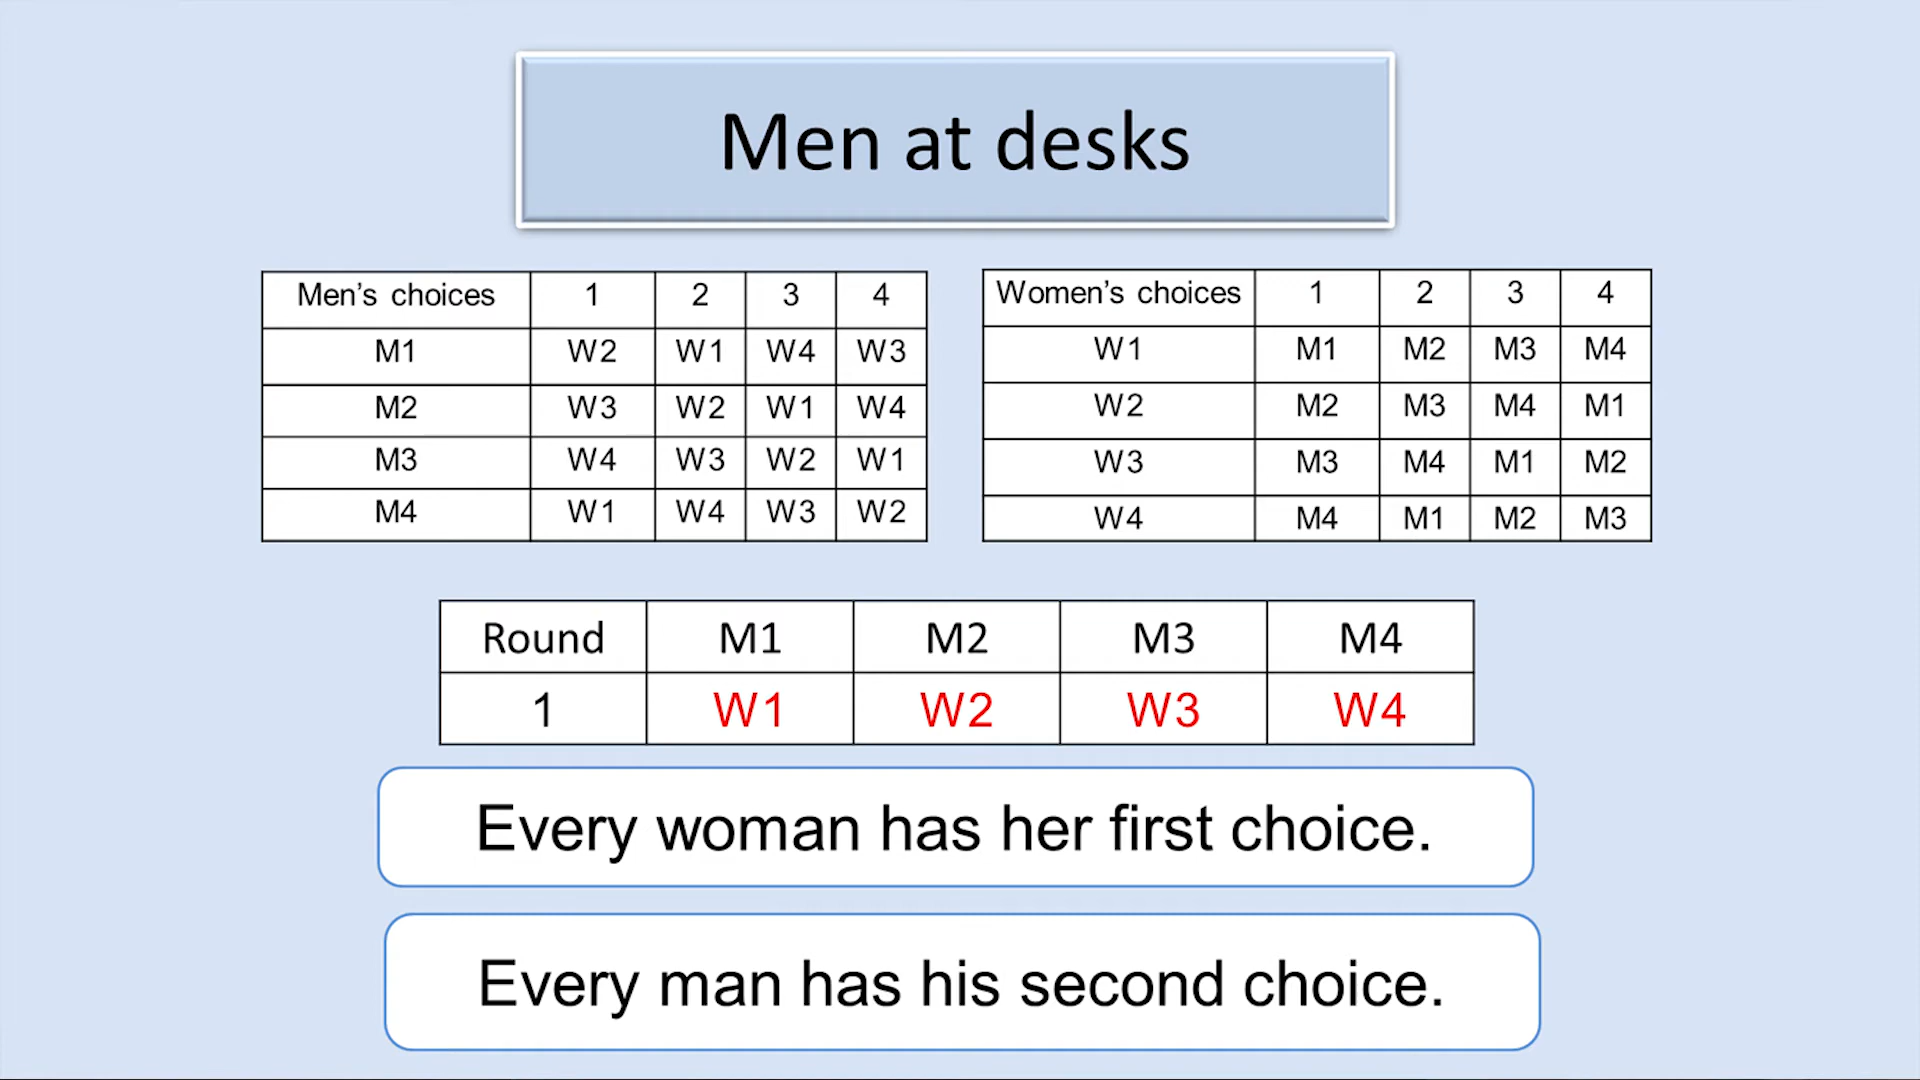 Men at desks
Men's choices 1 2 3 4
M1 W2 W1 W4 W3
M2 W3 W2 W1 W4
M3 W4 W3 W2 W1
M4 W1 W4 W3 W2
Women's choices 1 2 3 4
W1 M1 M2 M3 M4
W2 M2 M3 M4 M1
W3 M3 M4 M1 M2
W4 M4 M1 M2 M3
Round M1 M2 M3 M4
1 W1 W2 W3 W4
Every woman has her first choice.
Every man has his second choice.